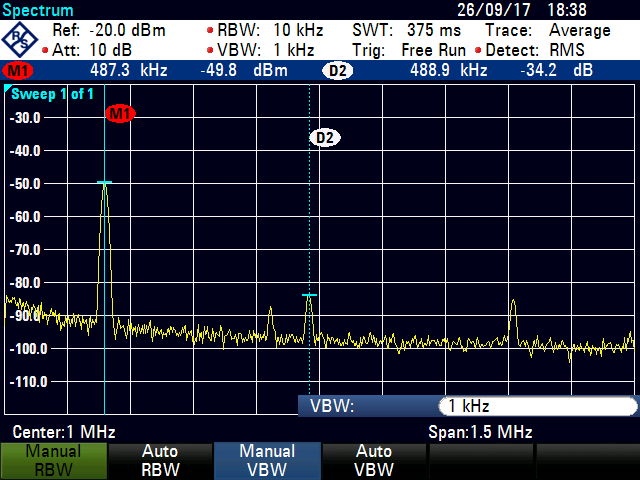 Spectrum 26/09/17 18:38
Ref: -20.0 dBm RBW: 10 kHz SWT: 375 ms Trace: Average
Att: 10 dB VBW: 1 kHz Trig: Free Run Detect: RMS
M1 487.3 kHz -49.8 dBm D2 488.9 kHz -34.2 dB
Sweep 1 of 1
M1
-30.0
D2
-40.0
-50.0
-60.0
-70.0
-80.0
-90.0
-100.0
-110.0
VBW: 1 kHz
Center:1 MHz Span:1.5 MHz
Manual RBW
Auto RBW
Manual VBW
Auto VBW